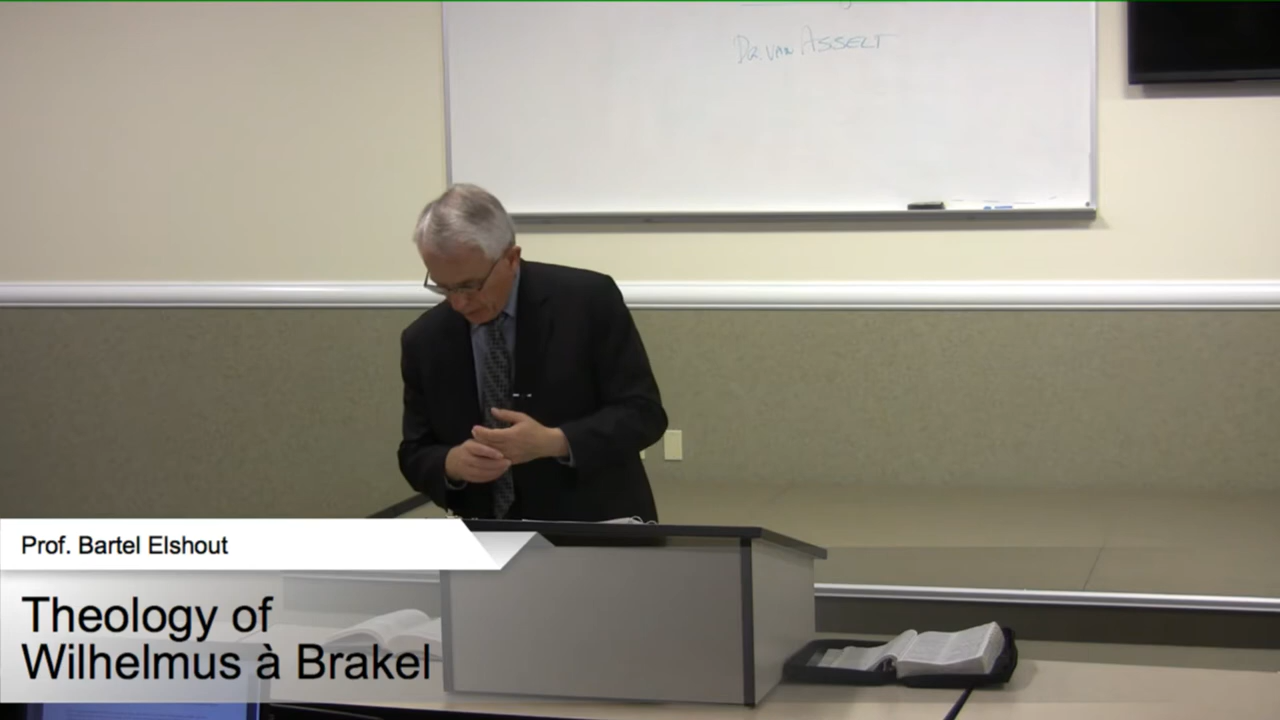 Dr. van Asselt
Prof. Bartel Elshout
Theology of
Wilhelmus à Brakel